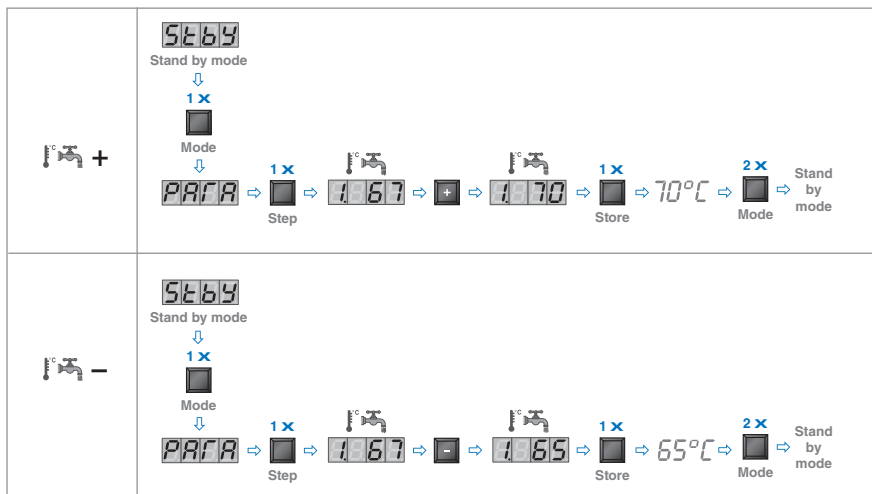 Stby
Stand by mode
1 X
Mode
°C +
PARA
1 X
Step
°C
1. 67
+
°C
1. 70
1 X
Store
70°C
2 X
Mode
Stand
by
mode
Stby
Stand by mode
1 X
Mode
°C −
PARA
1 X
Step
°C
1. 67
-
°C
1. 65
1 X
Store
65°C
2 X
Mode
Stand
by
mode